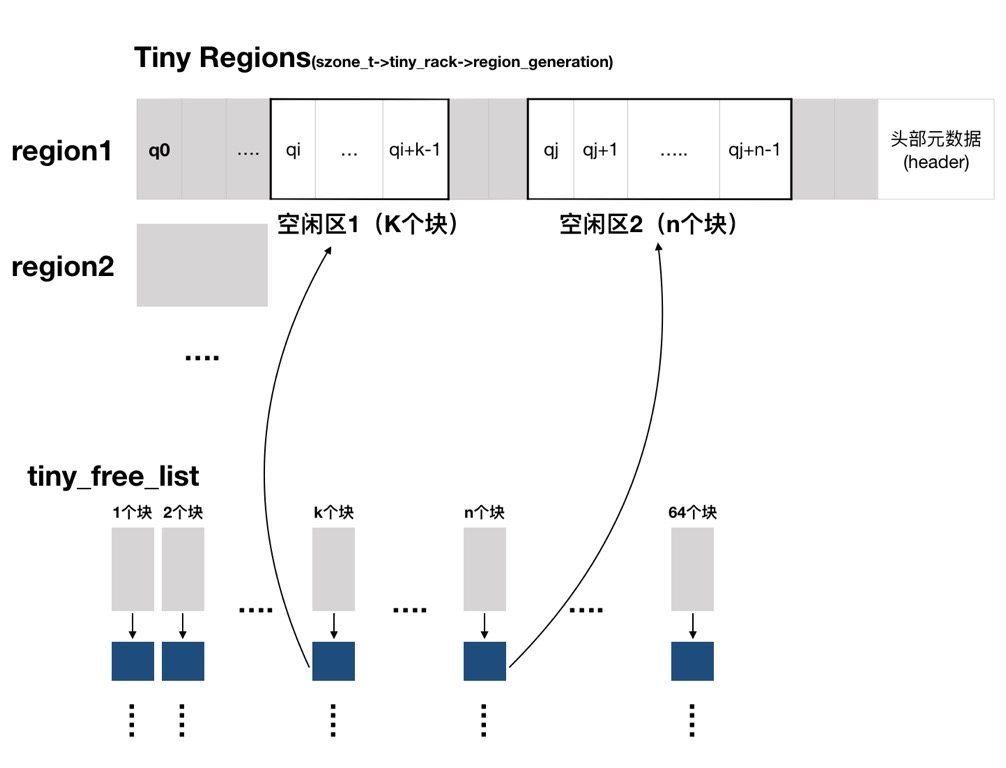 Tiny Regions(szone_t->tiny_rack->region_generation)
region1
q0 .... qi ... qi+k-1 qj qj+1 ..... qj+n-1 头部元数据
(header)
空闲区1（K个块） 空闲区2（n个块）
region2
....
tiny_free_list
1个块 2个块 k个块 n个块 64个块
.... .... ....